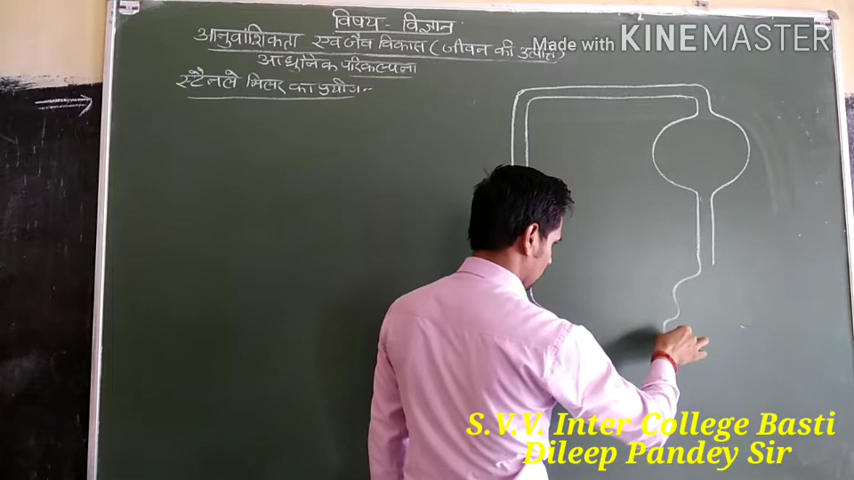 विषय - विज्ञान
आनुवांशिकता एवं जैव विकास (जीवन की उत्पत्ति)
आधुनिक परिकल्पना
स्टैनले मिलर का प्रयोग -
Made with KINEMASTER
S.V.V. Inter College Basti
Dileep Pandey Sir